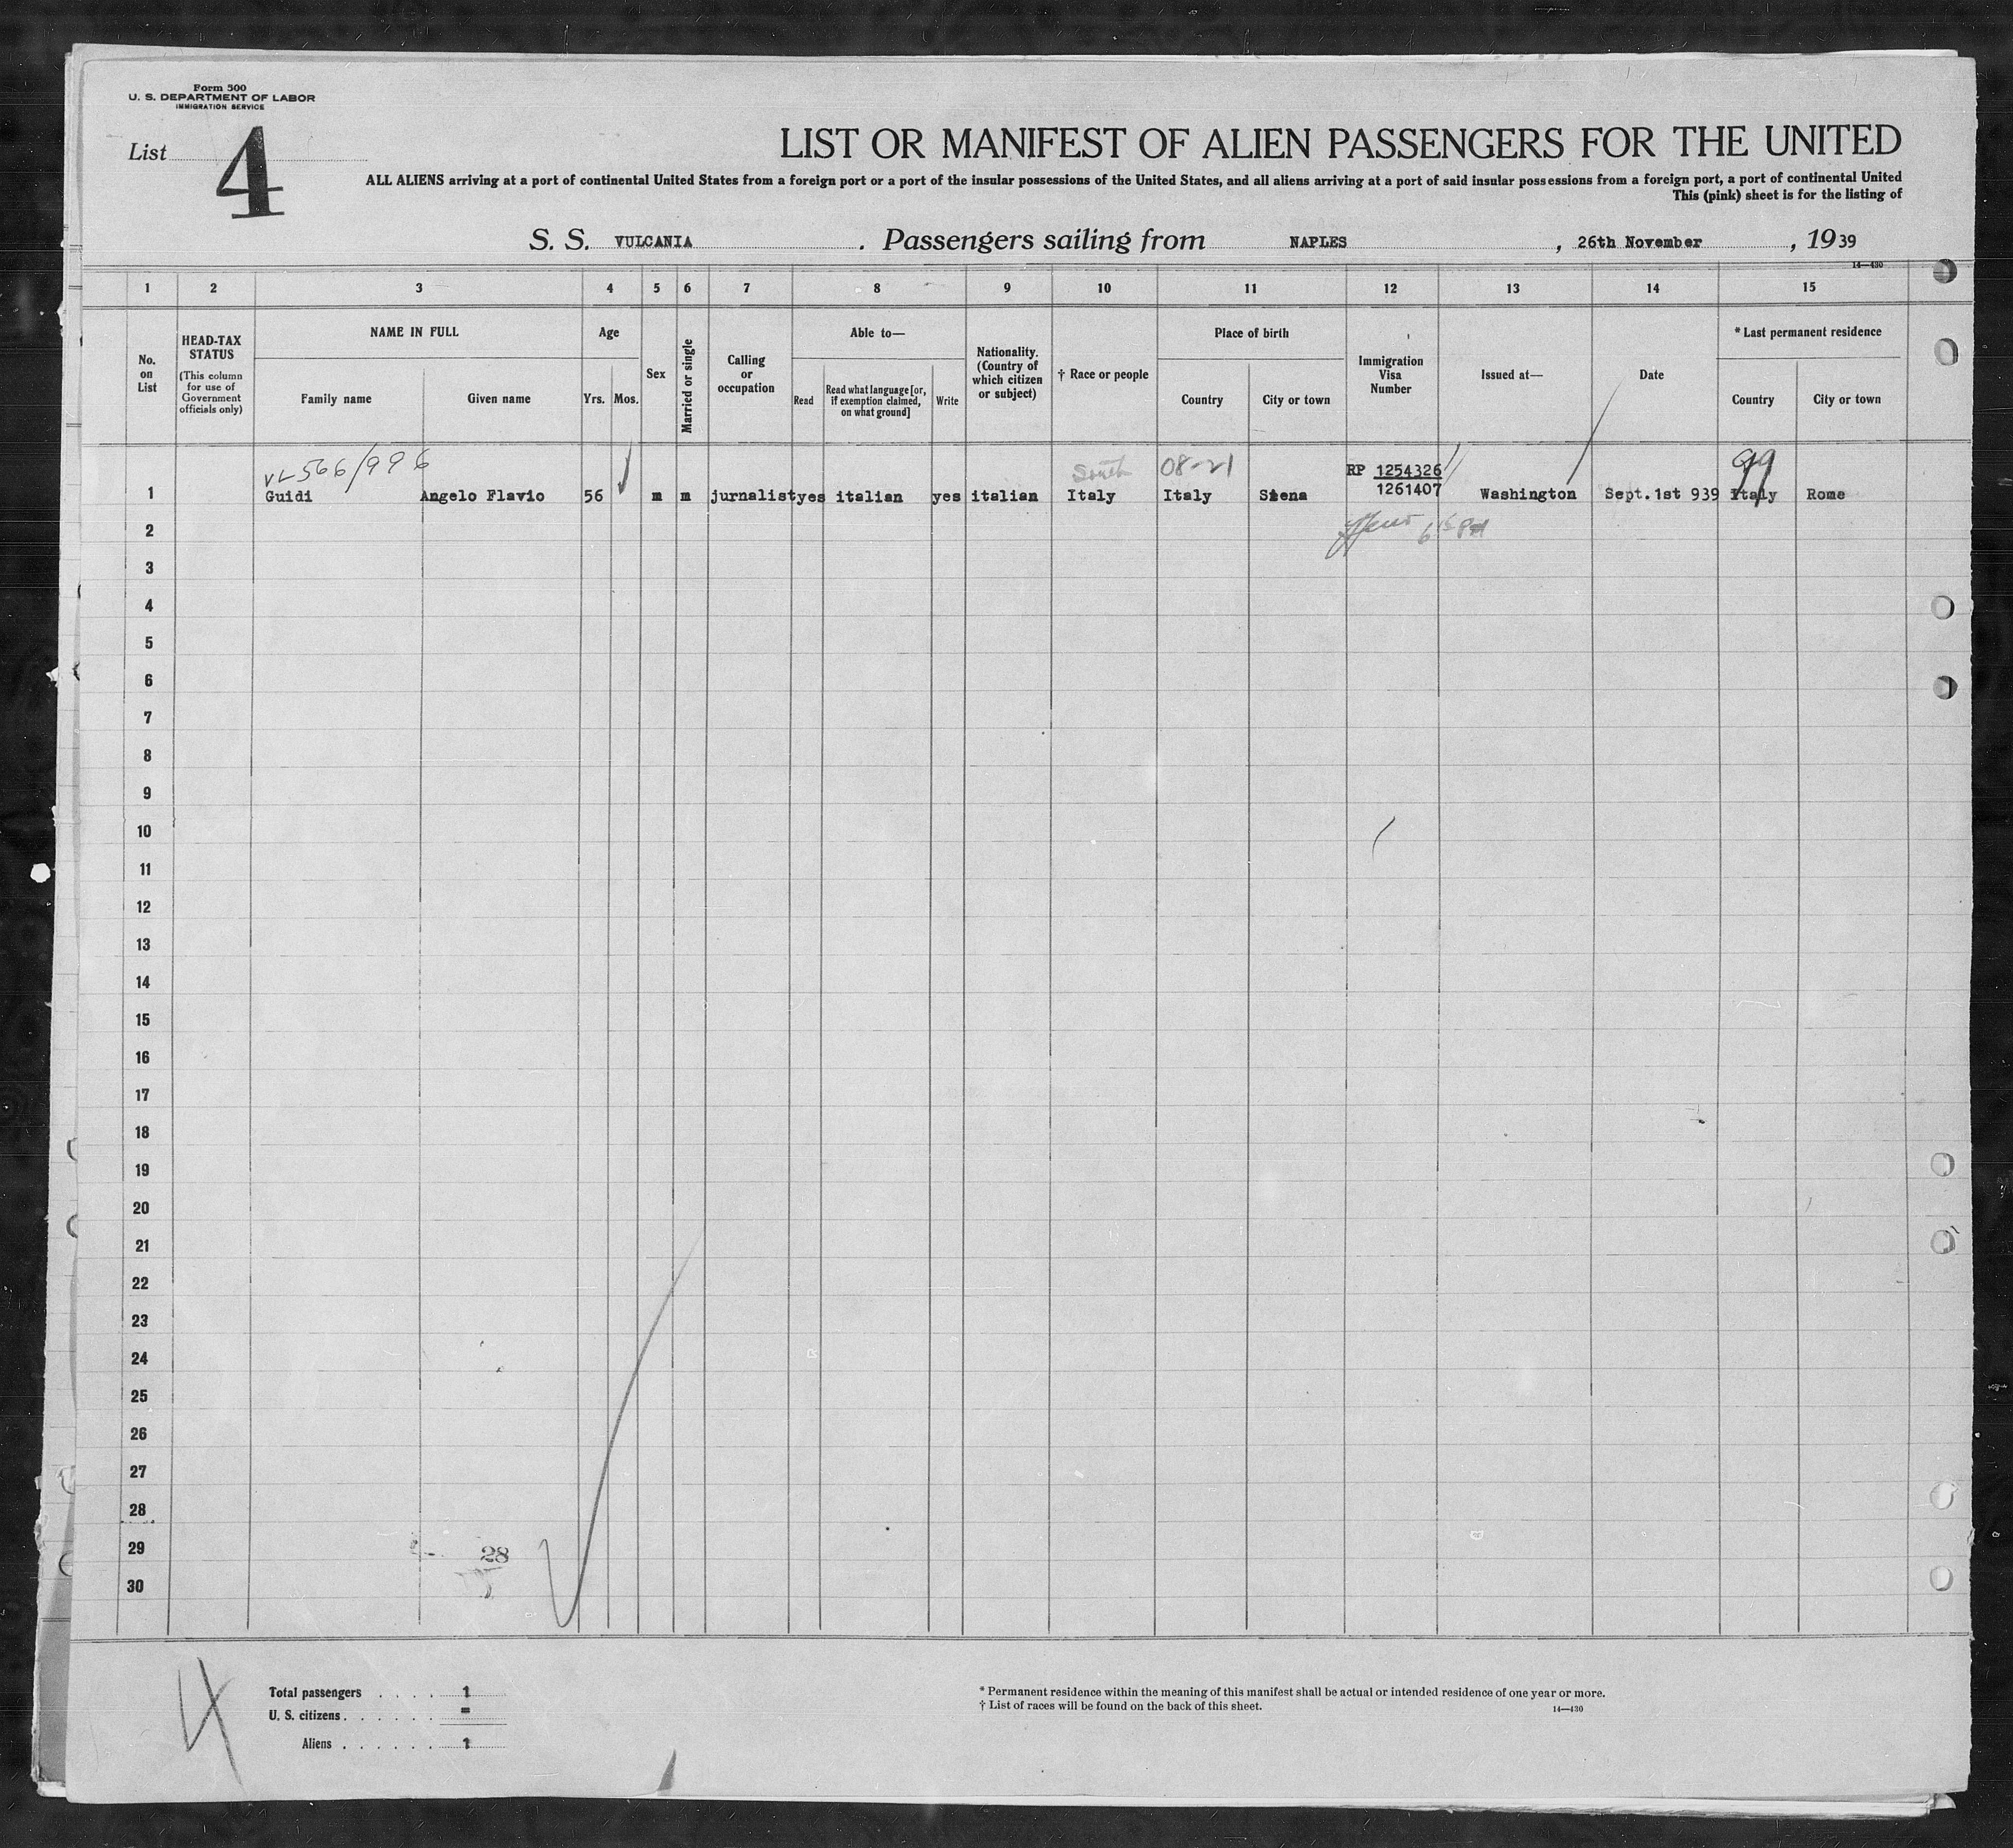 Form 500
U. S. DEPARTMENT OF LABOR
IMMIGRATION SERVICE
List 4
LIST OR MANIFEST OF ALIEN PASSENGERS FOR THE UNITED
ALL ALIENS arriving at a port of continental United States from a foreign port or a port of the insular possessions of the United States, and all aliens arriving at a port of said insular possessions from a foreign port, a port of continental United
This (pink) sheet is for the listing of
S. S. VULCANIA . Passengers sailing from NAPLES , 26th November , 1939
14—430
1 2 3 4 5 6 7 8 9 10 11 12 13 14 15
No. on List
HEAD-TAX STATUS (This column for use of Government officials only)
NAME IN FULL
Family name Given name
Age
Yrs. Mos.
Sex
Married or single
Calling or occupation
Able to—
Read Read what language [or, if exemption claimed, on what ground] Write
Nationality. (Country of which citizen or subject)
† Race or people
Place of birth
Country City or town
Immigration Visa Number
Issued at—
Date
* Last permanent residence
Country City or town
566/996 South 08-21 RP 1254326 99
1 Guidi Angelo Flavio 56 m m jurnalist yes italian yes italian Italy Italy Siena 1261407 Washington Sept. 1st 939 Italy Rome
2
3
4
5
6
7
8
9
10
11
12
13
14
15
16
17
18
19
20
21
22
23
24
25
26
27
28
29 28
30
4
Total passengers . . . . 1
U. S. citizens . . . . . . -
Aliens . . . . . . 1
* Permanent residence within the meaning of this manifest shall be actual or intended residence of one year or more.
† List of races will be found on the back of this sheet.
14—430